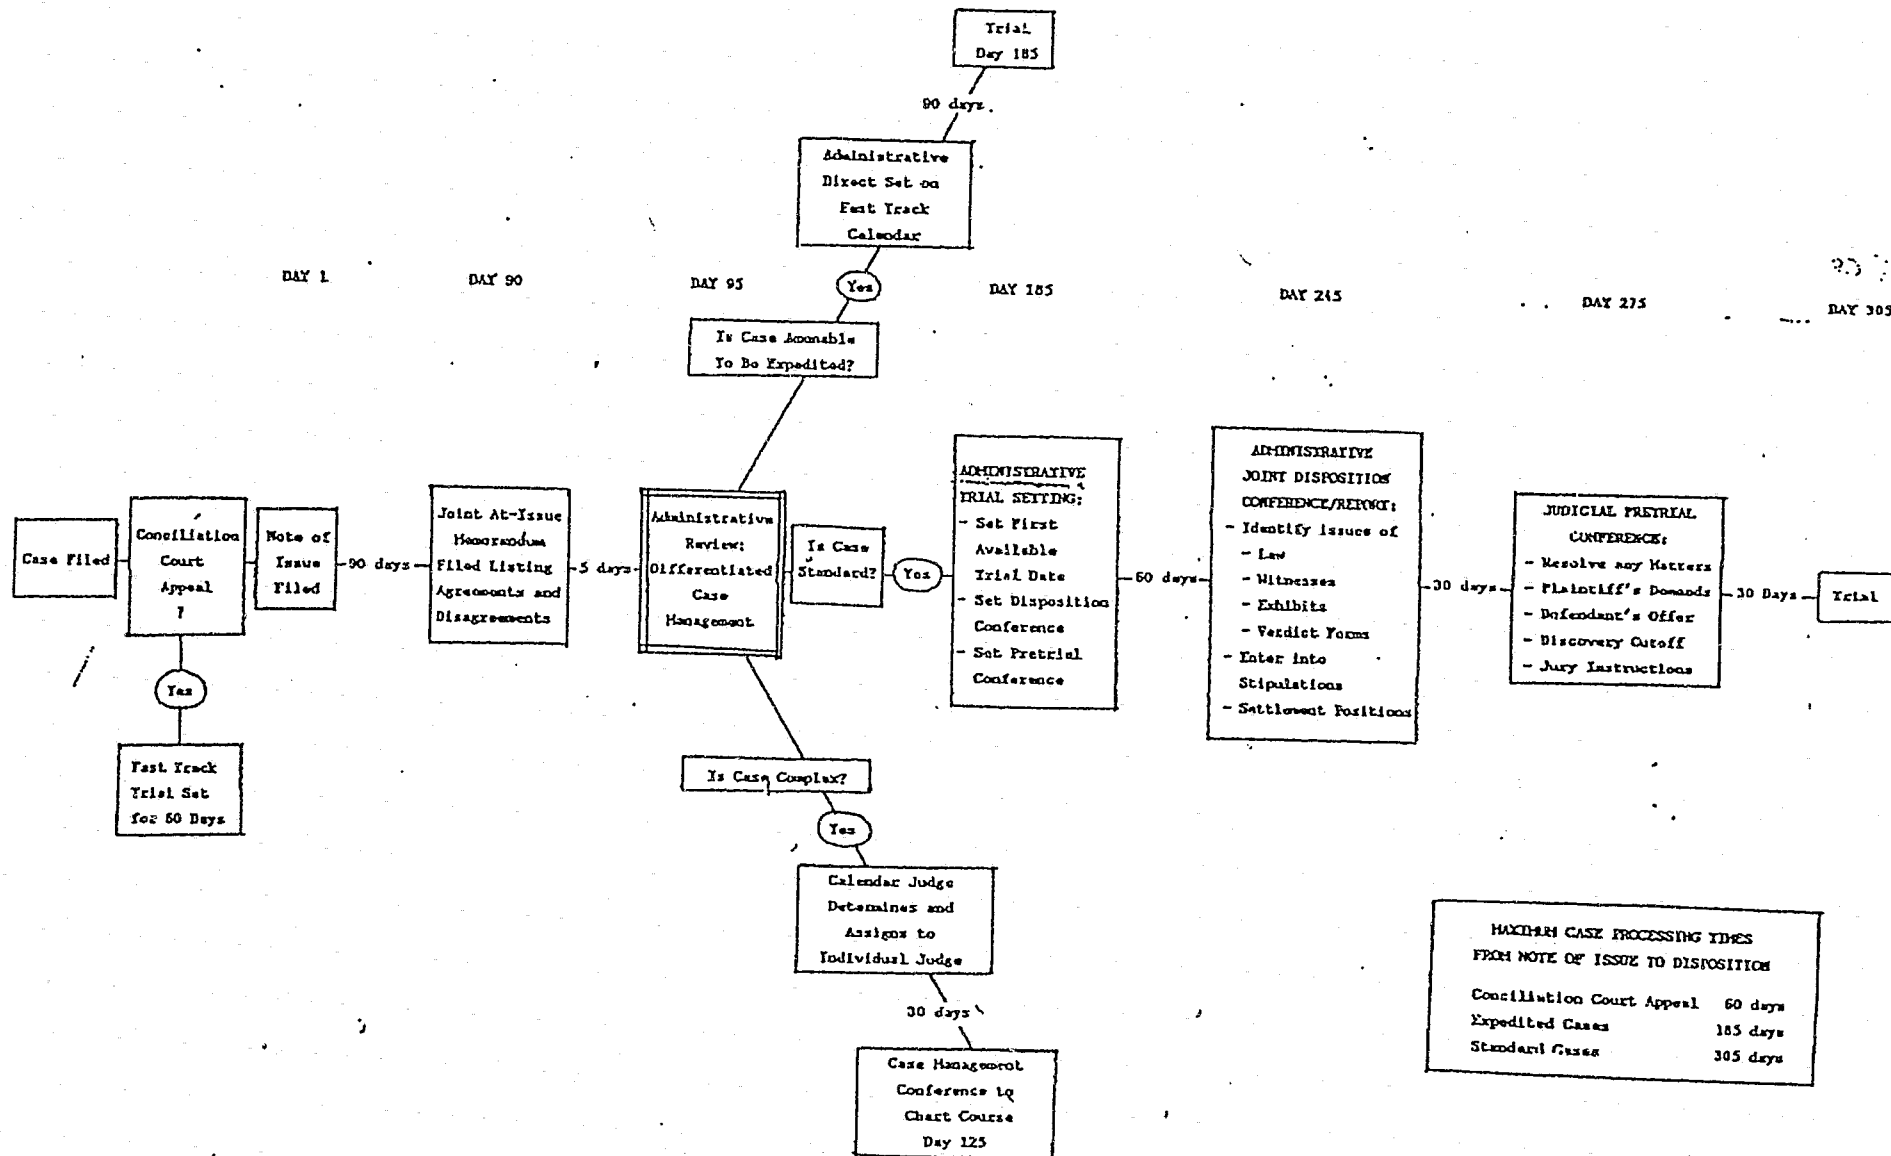 Trial
Day 185
90 days
Administrative
Direct Set on
Fast Track
Calendar
DAY 1
DAY 90
DAY 95
Yes
DAY 185
DAY 245
DAY 275
DAY 305
Is Case Amenable
To Be Expedited?
Case Filed
Conciliation
Court
Appeal
?
Note of
Issue
Filed
90 days
Joint At-Issue
Memorandum
Filed Listing
Agreements and
Disagreements
5 days
Administrative
Review:
Differentiated
Case
Management
Is Case
Standard?
Yes
ADMINISTRATIVE
TRIAL SETTING:
- Set First
Available
Trial Date
- Set Disposition
Conference
- Set Pretrial
Conference
60 days
ADMINISTRATIVE
JOINT DISPOSITION
CONFERENCE/REPORT:
- Identify issues of
- Law
- Witnesses
- Exhibits
- Verdict Forms
- Enter into
Stipulations
- Settlement Positions
30 days
JUDICIAL PRETRIAL
CONFERENCE:
- Resolve any Matters
- Plaintiff's Demands
- Defendant's Offer
- Discovery Cutoff
- Jury Instructions
30 Days
Trial
Yes
Fast Track
Trial Set
for 60 Days
Is Case Complex?
Yes
Calendar Judge
Determines and
Assigns to
Individual Judge
30 days
Case Management
Conference to
Chart Course
Day 125
MAXIMUM CASE PROCESSING TIMES
FROM NOTE OF ISSUE TO DISPOSITION
Conciliation Court Appeal 60 days
Expedited Cases 185 days
Standard Cases 305 days